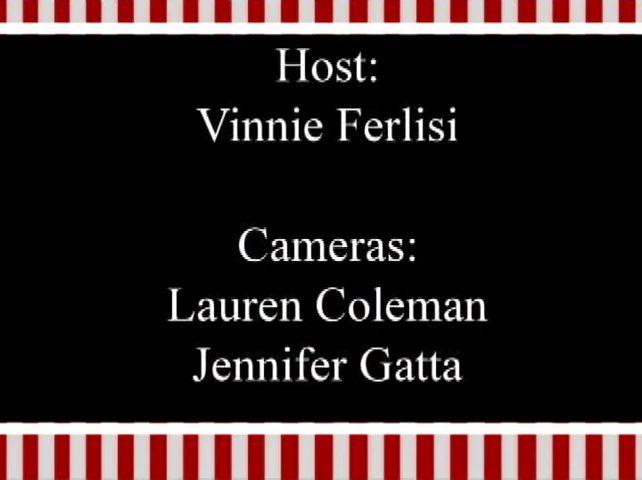 Host:
Vinnie Ferlisi
Cameras:
Lauren Coleman
Jennifer Gatta